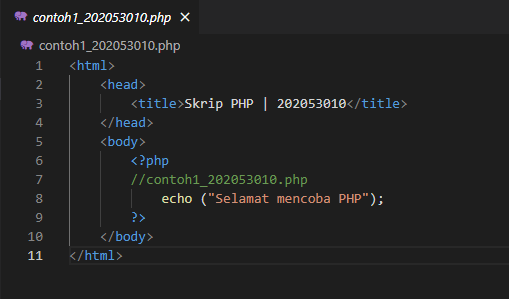 contoh1_202053010.php ×
contoh1_202053010.php
1 <html>
2     <head>
3         <title>Skrip PHP | 202053010</title>
4     </head>
5     <body>
6         <?php
7         //contoh1_202053010.php
8             echo ("Selamat mencoba PHP");
9         ?>
10     </body>
11 </html>